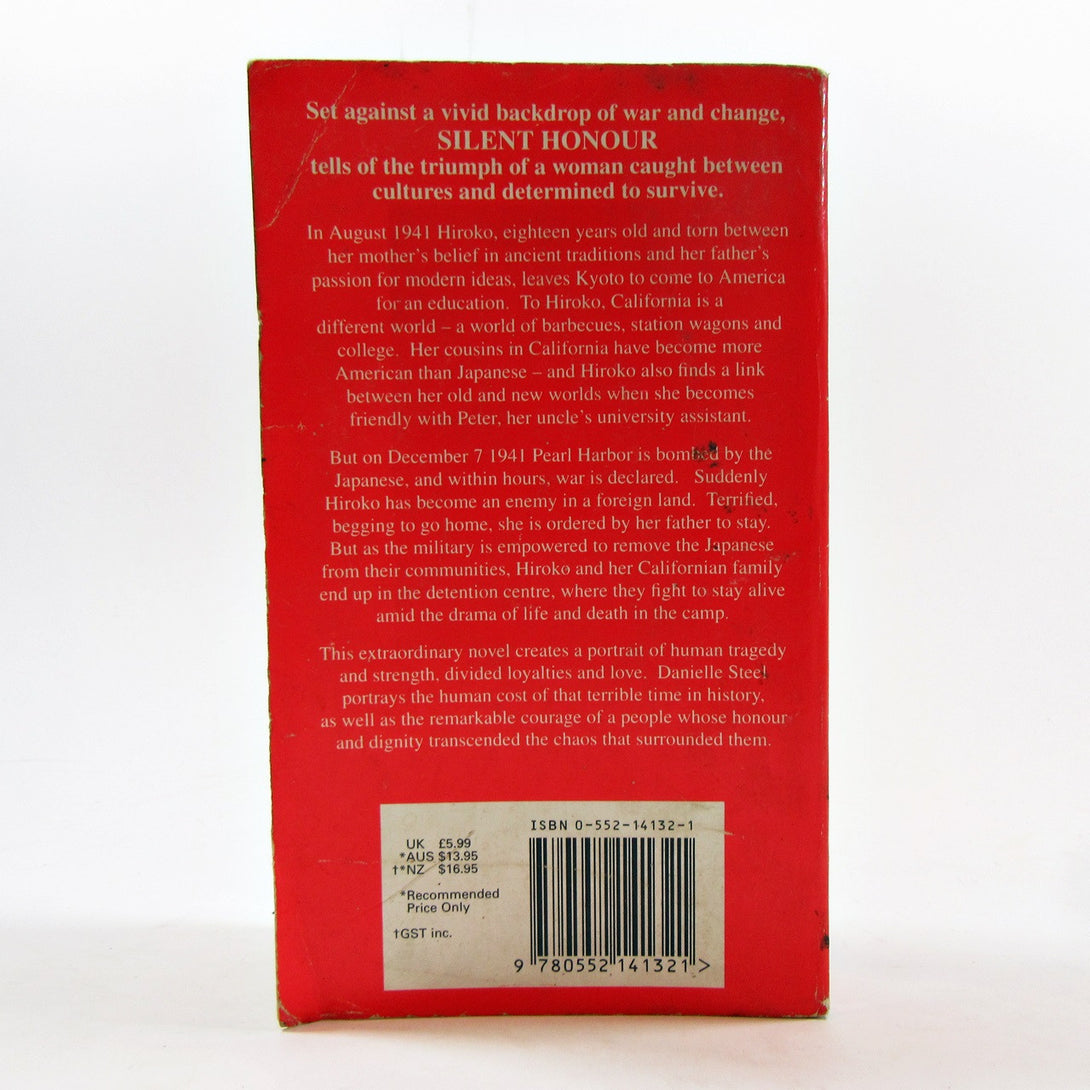 Set against a vivid backdrop of war and change,
SILENT HONOUR
tells of the triumph of a woman caught between
cultures and determined to survive.
In August 1941 Hiroko, eighteen years old and torn between
her mother's belief in ancient traditions and her father's
passion for modern ideas, leaves Kyoto to come to America
for an education. To Hiroko, California is a
different world – a world of barbecues, station wagons and
college. Her cousins in California have become more
American than Japanese – and Hiroko also finds a link
between her old and new worlds when she becomes
friendly with Peter, her uncle's university assistant.
But on December 7 1941 Pearl Harbor is bombed by the
Japanese, and within hours, war is declared. Suddenly
Hiroko has become an enemy in a foreign land. Terrified,
begging to go home, she is ordered by her father to stay.
But as the military is empowered to remove the Japanese
from their communities, Hiroko and her Californian family
end up in the detention centre, where they fight to stay alive
amid the drama of life and death in the camp.
This extraordinary novel creates a portrait of human tragedy
and strength, divided loyalties and love. Danielle Steel
portrays the human cost of that terrible time in history,
as well as the remarkable courage of a people whose honour
and dignity transcended the chaos that surrounded them.
UK £5.99
*AUS $13.95
†*NZ $16.95
*Recommended
Price Only
†GST inc.
ISBN 0-552-14132-1
9 780552 141321 >